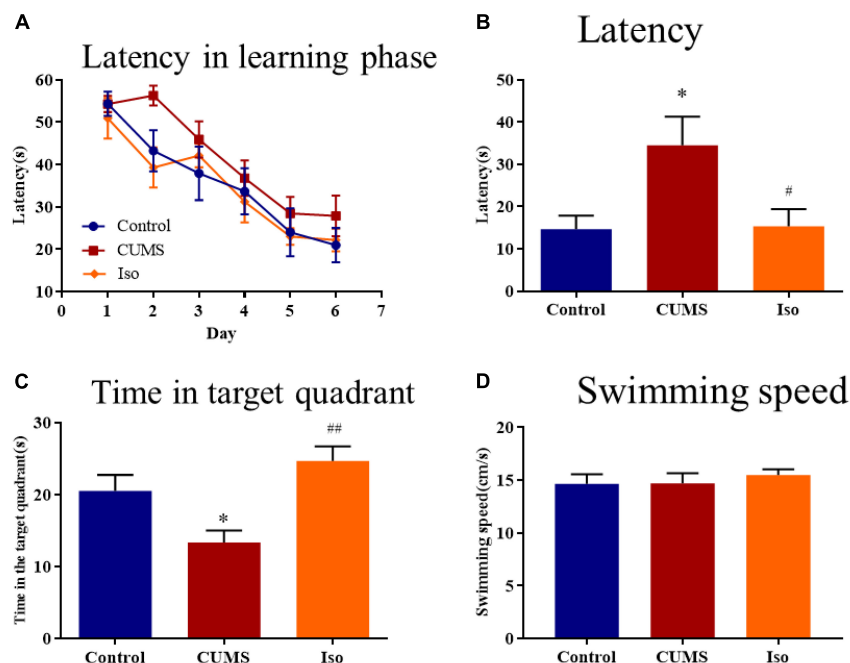 A
Latency in learning phase
Latency(s)
60
50
40
30
20
10
Control
CUMS
Iso
0 1 2 3 4 5 6 7
Day
B
Latency
Latency(s)
50
40
30
20
10
0
*
#
Control CUMS Iso
C
Time in target quadrant
Time in the target quadrant(s)
30
20
10
0
*
##
Control CUMS Iso
D
Swimming speed
Swimming speed(cm/s)
20
15
10
5
0
Control CUMS Iso